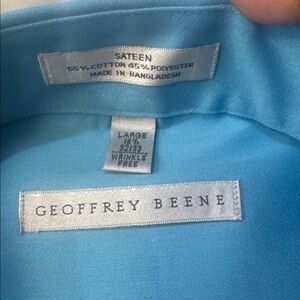 SATEEN
55% COTTON 45% POLYESTER
MADE IN BANGLADESH
LARGE
16½
32/33
WRINKLE
FREE
GEOFFREY BEENE